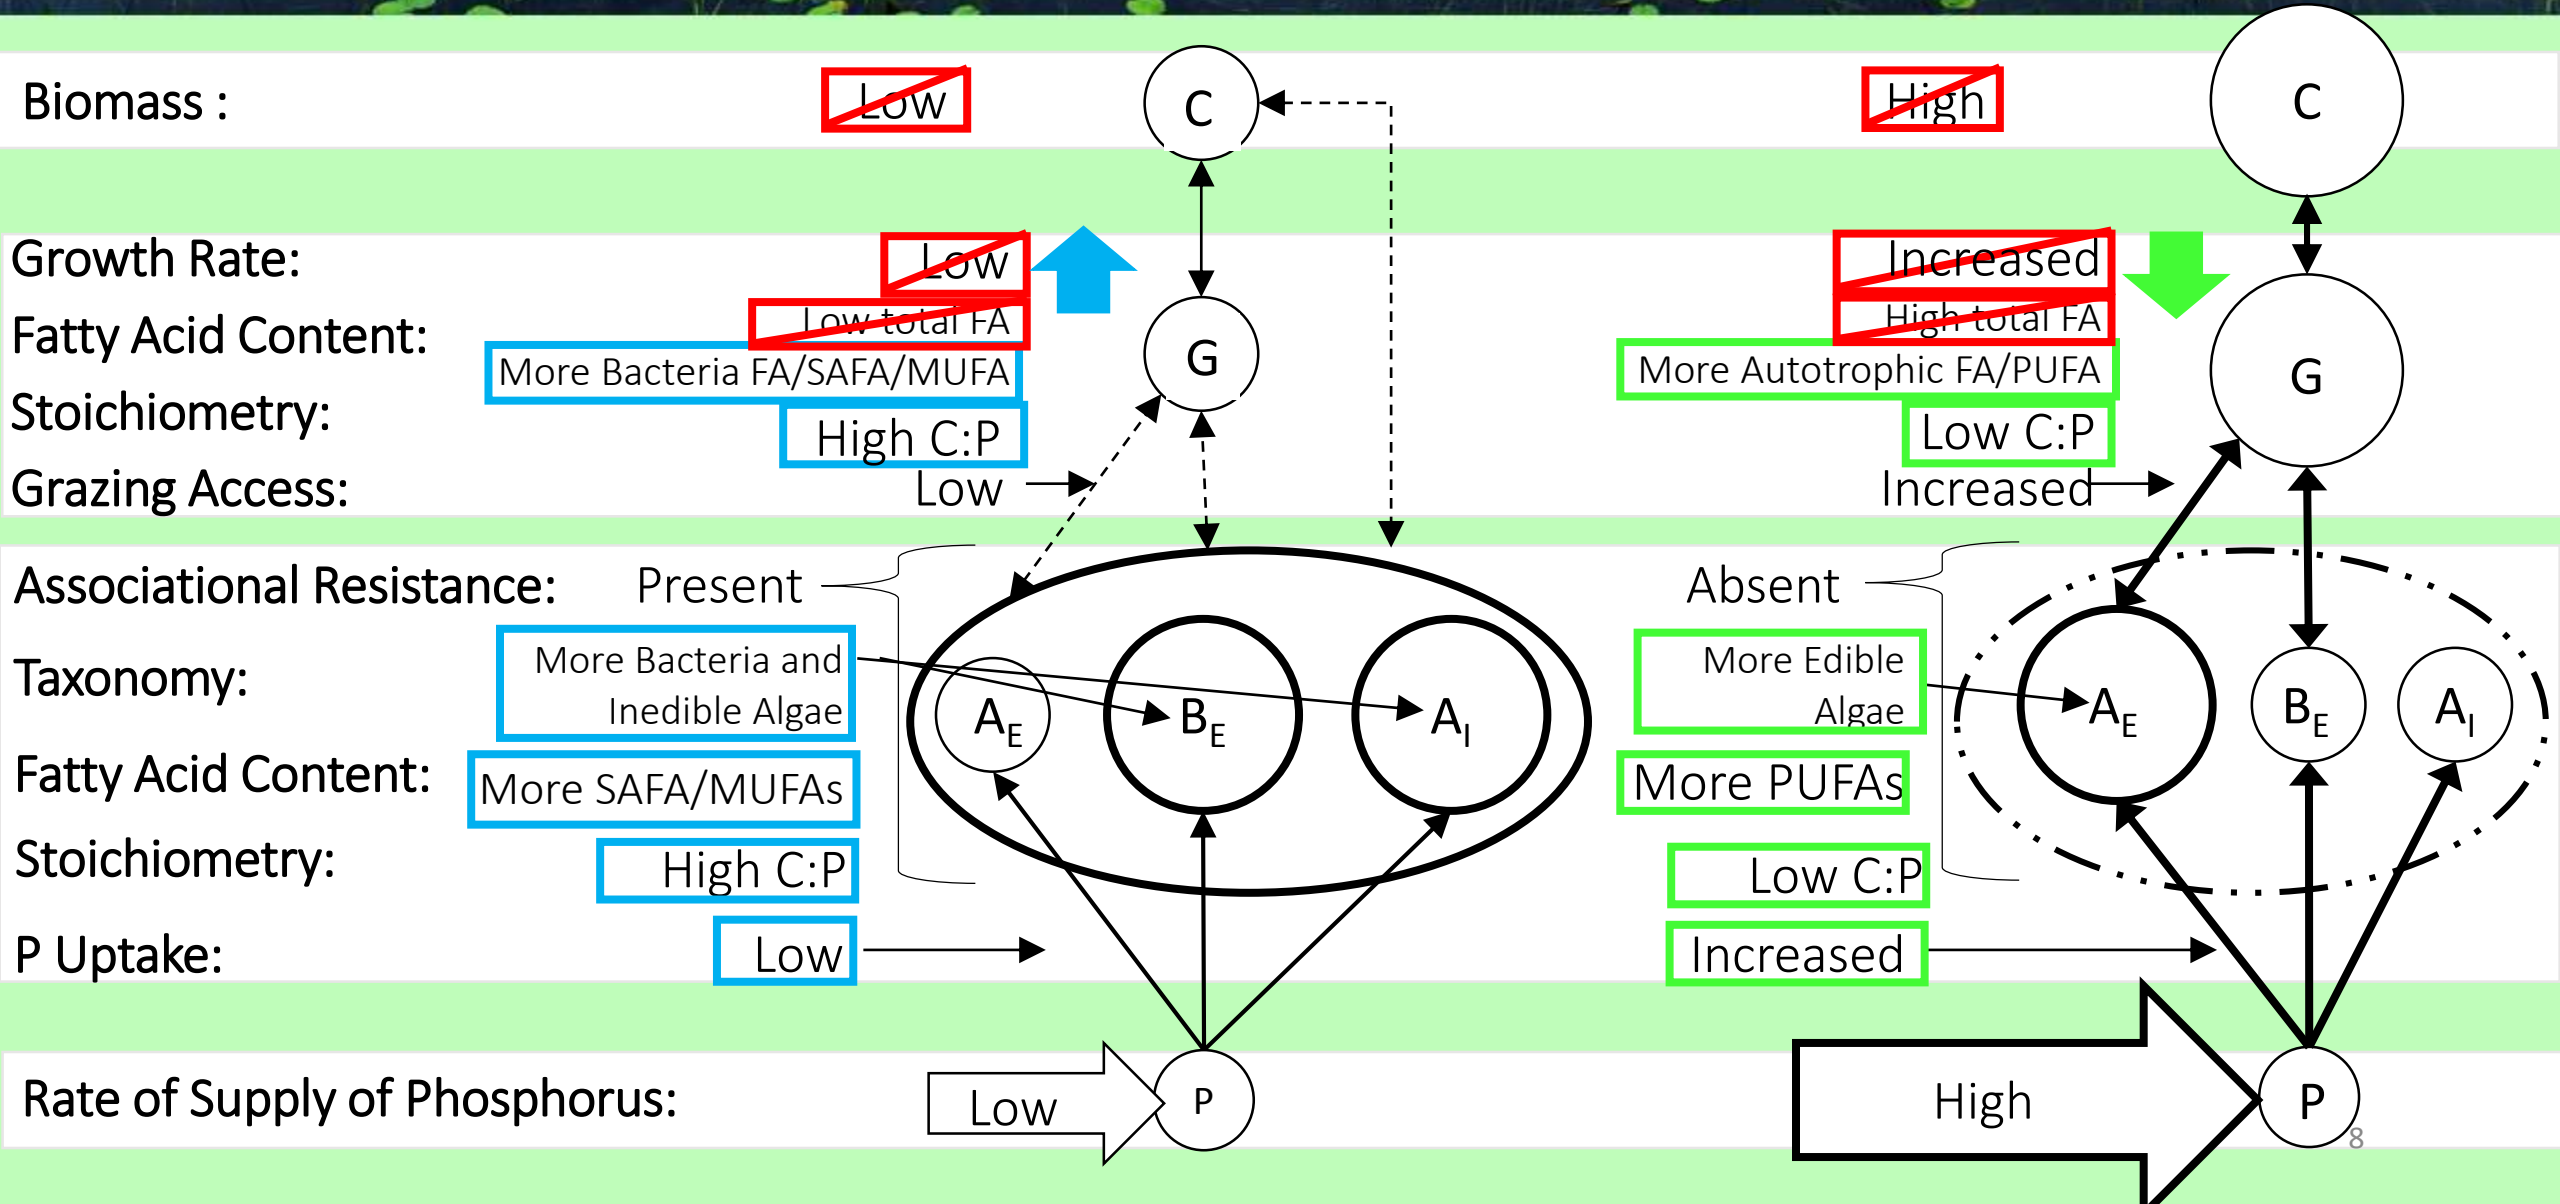 Biomass :
Low
C
High
C
Growth Rate:
Low
Increased
Fatty Acid Content:
Low total FA
High total FA
More Bacteria FA/SAFA/MUFA
G
More Autotrophic FA/PUFA
G
Stoichiometry:
High C:P
Low C:P
Grazing Access:
Low
Increased
Associational Resistance:
Present
Absent
Taxonomy:
More Bacteria and
Inedible Algae
AE
BE
AI
More Edible
Algae
AE
BE
AI
Fatty Acid Content:
More SAFA/MUFAs
More PUFAs
Stoichiometry:
High C:P
Low C:P
P Uptake:
Low
Increased
Rate of Supply of Phosphorus:
Low
P
High
P
8